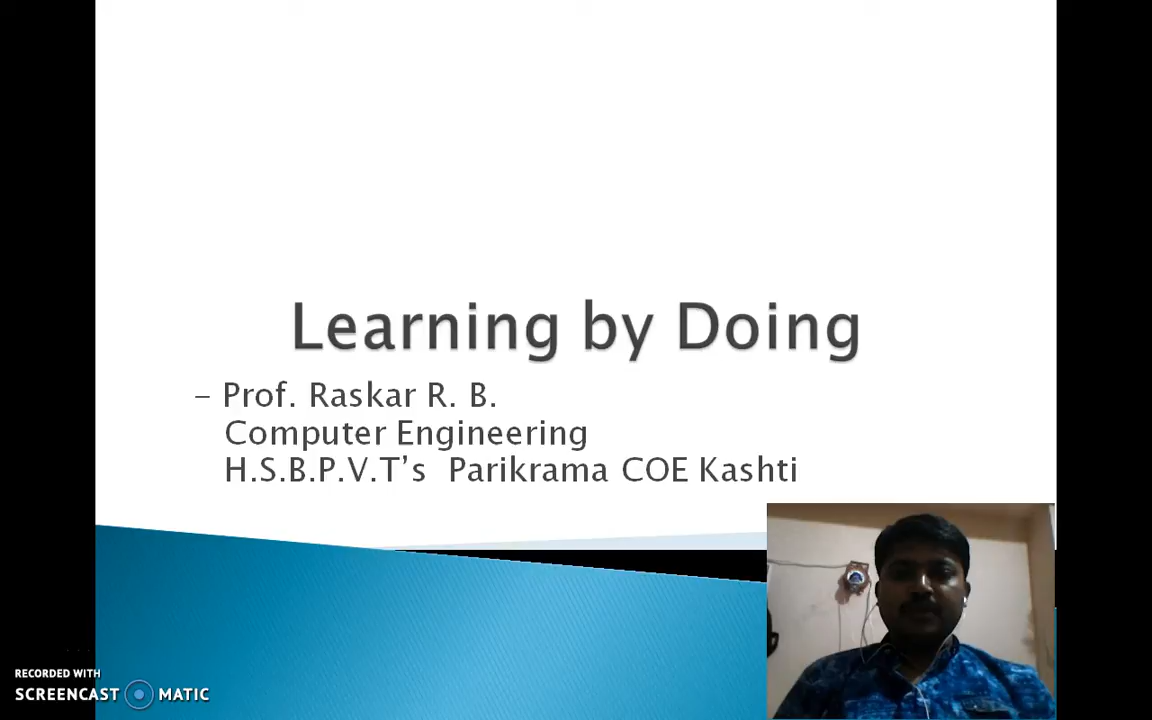 Learning by Doing
– Prof. Raskar R. B.
Computer Engineering
H.S.B.P.V.T’s Parikrama COE Kashti
RECORDED WITH
SCREENCAST MATIC